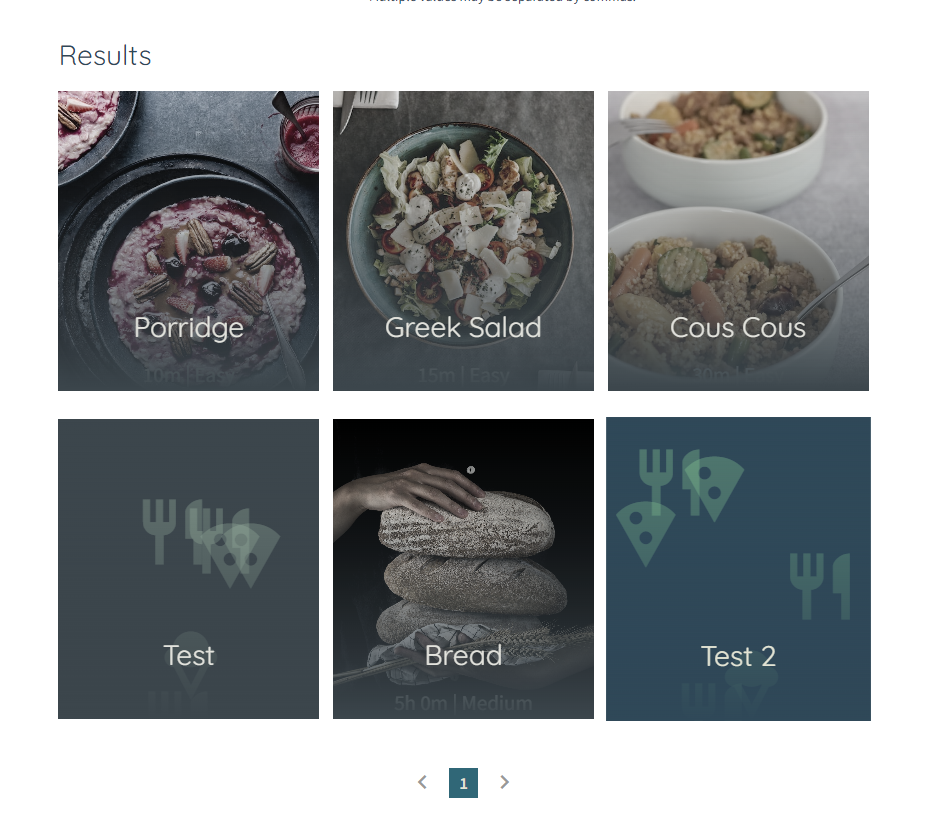 Multiple values may be separated by commas.
Results
Porridge
10m | Easy
Greek Salad
15m | Easy
Cous Cous
30m | E
Test
Bread
5h 0m | Medium
Test 2
1